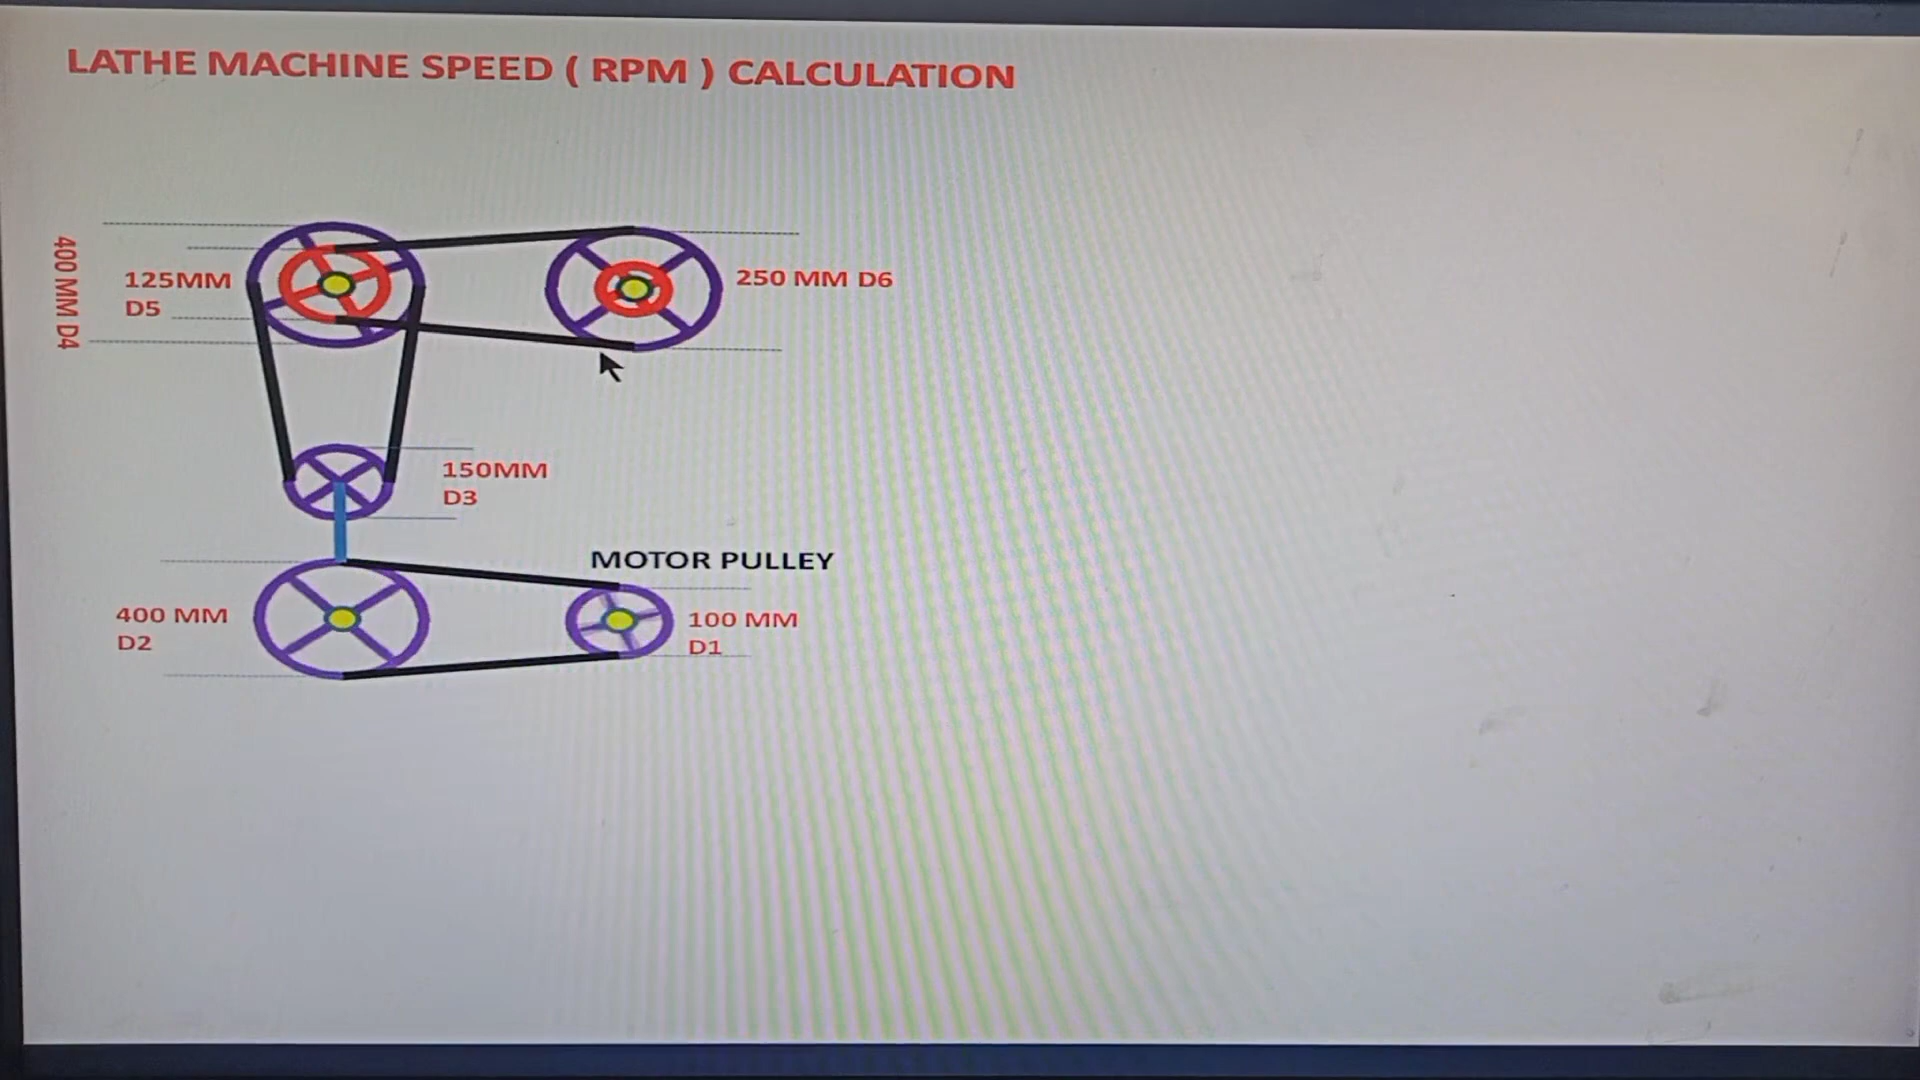 LATHE MACHINE SPEED ( RPM ) CALCULATION
400 MM D4
125MM
D5
250 MM D6
150MM
D3
MOTOR PULLEY
400 MM
D2
100 MM
D1